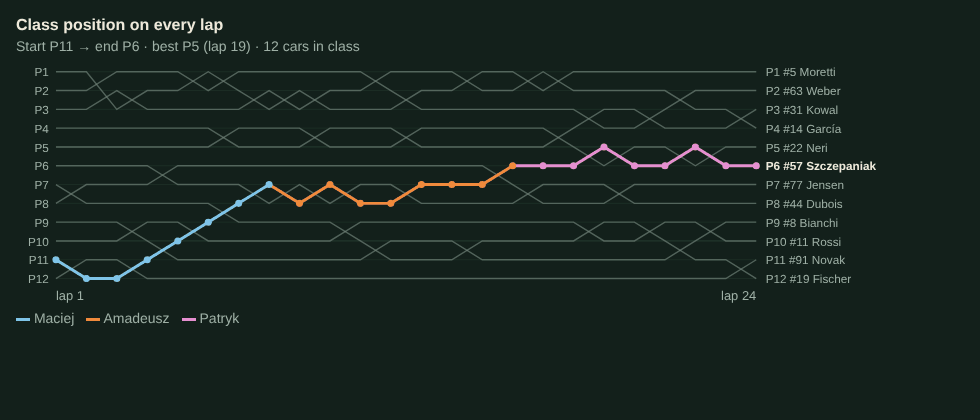 Class position on every lap
Start P11 → end P6 · best P5 (lap 19) · 12 cars in class
P1 P1 #5 Moretti
P2 P2 #63 Weber
P3 P3 #31 Kowal
P4 P4 #14 García
P5 P5 #22 Neri
P6 P6 #57 Szczepaniak
P7 P7 #77 Jensen
P8 P8 #44 Dubois
P9 P9 #8 Bianchi
P10 P10 #11 Rossi
P11 P11 #91 Novak
P12 P12 #19 Fischer
lap 1 lap 24
Maciej Amadeusz Patryk